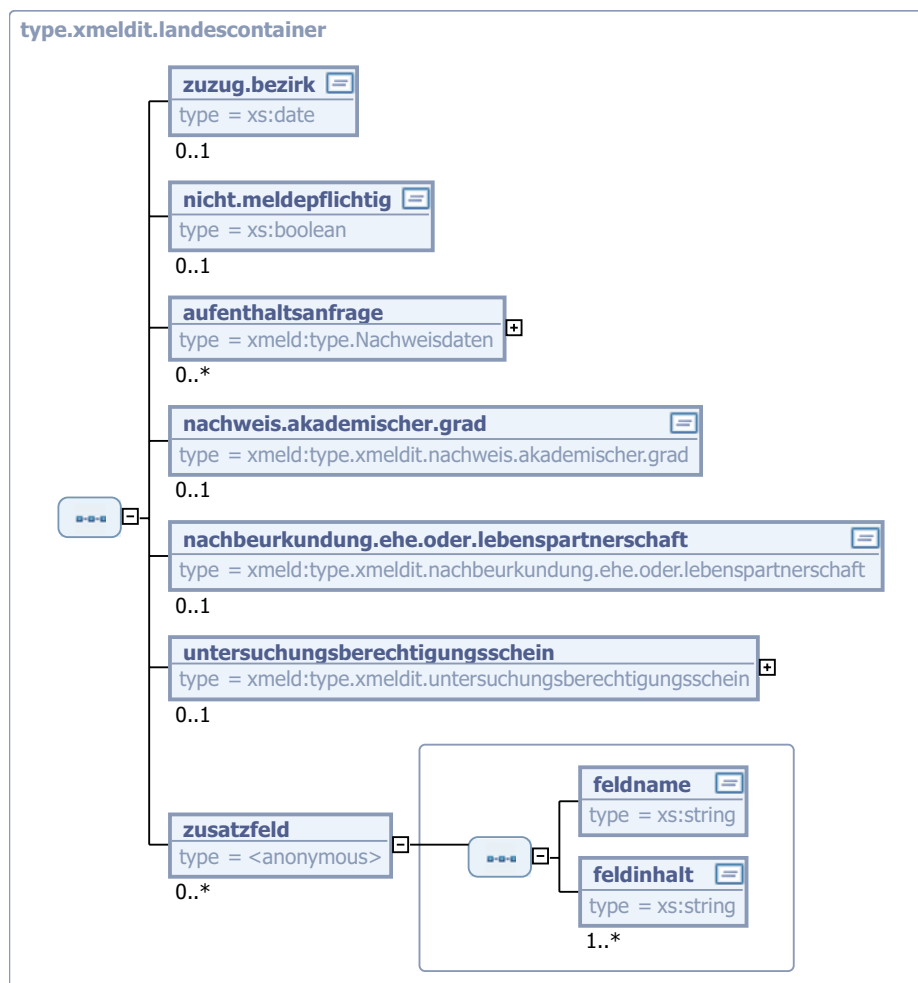 type.xmeldit.landescontainer
zuzug.bezirk
type = xs:date
0..1
nicht.meldepflichtig
type = xs:boolean
0..1
aufenthaltsanfrage
type = xmeld:type.Nachweisdaten
0..*
nachweis.akademischer.grad
type = xmeld:type.xmeldit.nachweis.akademischer.grad
0..1
nachbeurkundung.ehe.oder.lebenspartnerschaft
type = xmeld:type.xmeldit.nachbeurkundung.ehe.oder.lebenspartnerschaft
0..1
untersuchungsberechtigungsschein
type = xmeld:type.xmeldit.untersuchungsberechtigungsschein
0..1
zusatzfeld
type = <anonymous>
0..*
feldname
type = xs:string
feldinhalt
type = xs:string
1..*